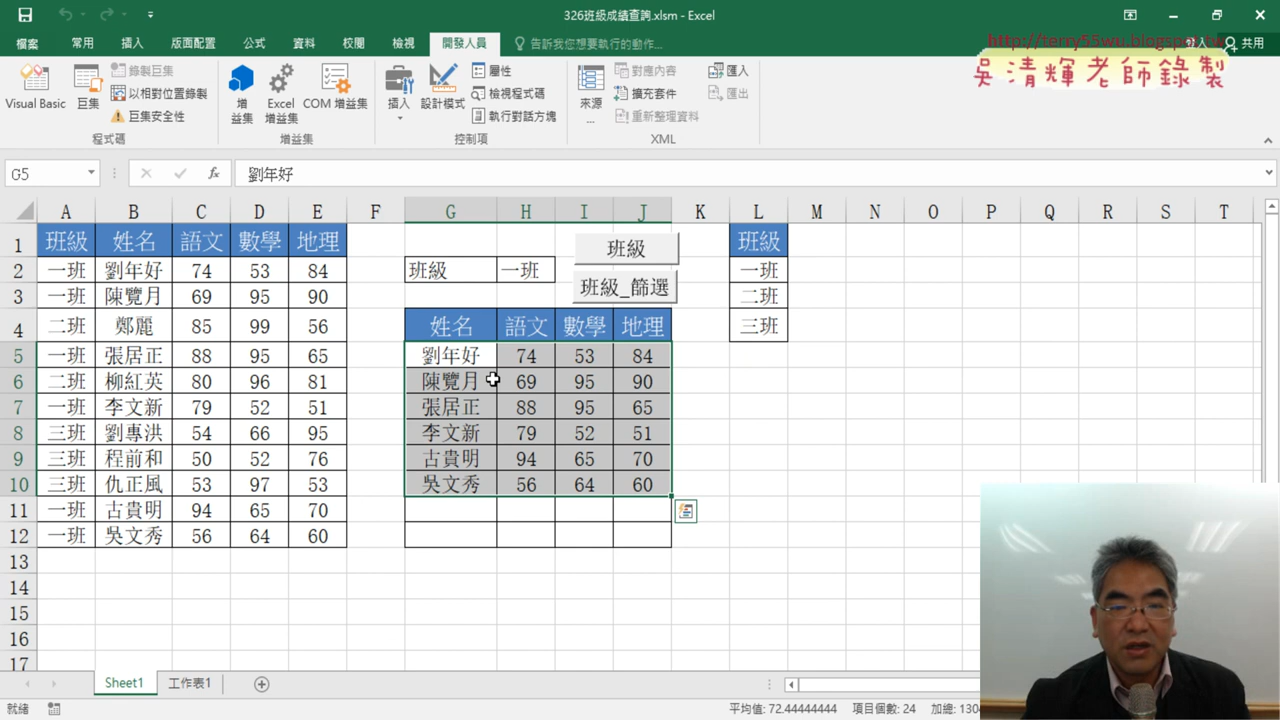 326班級成績查詢.xlsm - Excel
檔案 常用 插入 版面配置 公式 資料 校閱 檢視 開發人員 告訴我您想要執行的動作... 登入 共用
http://terry55wu.blogspot.tw
吳清輝老師錄製
Visual Basic 巨集 錄製巨集 以相對位置錄製 巨集安全性 程式碼
增益集 Excel 增益集 COM 增益集 增益集
插入 設計模式 屬性 檢視程式碼 執行對話方塊 控制項
來源... 對應內容 擴充套件 重新整理資料 匯入 匯出 XML
G5 fx 劉年好
A B C D E F G H I J K L M N O P Q R S T
1 班級 姓名 語文 數學 地理 班級 班級
2 一班 劉年好 74 53 84 班級 一班 一班
班級_篩選
3 一班 陳覽月 69 95 90 二班
4 二班 鄭麗 85 99 56 姓名 語文 數學 地理 三班
5 一班 張居正 88 95 65 劉年好 74 53 84
6 二班 柳紅英 80 96 81 陳覽月 69 95 90
7 一班 李文新 79 52 51 張居正 88 95 65
8 三班 劉專洪 54 66 95 李文新 79 52 51
9 三班 程前和 50 52 76 古貴明 94 65 70
10 三班 仇正風 53 97 53 吳文秀 56 64 60
11 一班 古貴明 94 65 70
12 一班 吳文秀 56 64 60
13
14
15
16
17
Sheet1 工作表1
就緒 平均值: 72.44444444 項目個數: 24 加總: 130